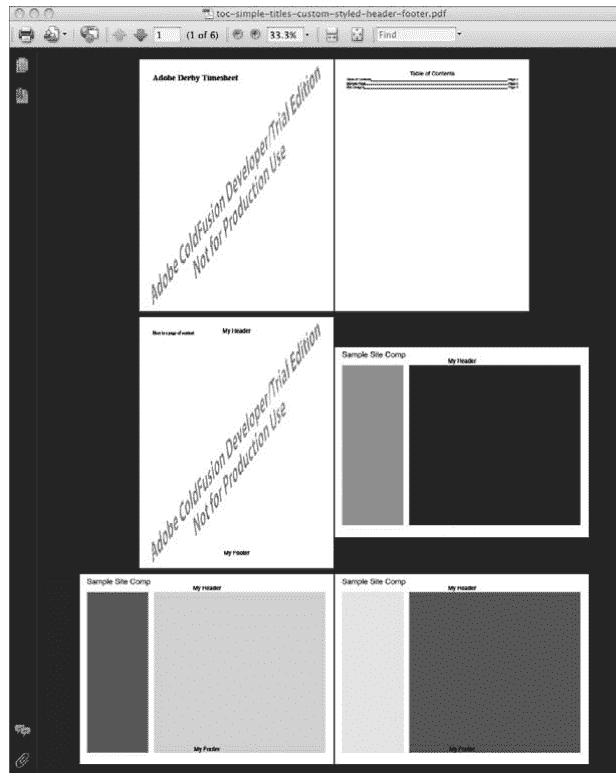 toc-simple-titles-custom-styled-header-footer.pdf
1 (1 of 6) 33.3% Find
Adobe Derby Timesheet
Adobe ColdFusion Developer/Trial Edition
Not for Production Use
Table of Contents
Page
Page
Page
My Header
Adobe ColdFusion Developer/Trial Edition
Not for Production Use
My Footer
Sample Site Comp
My Header
Sample Site Comp
My Header
My Footer
Sample Site Comp
My Header
My Footer